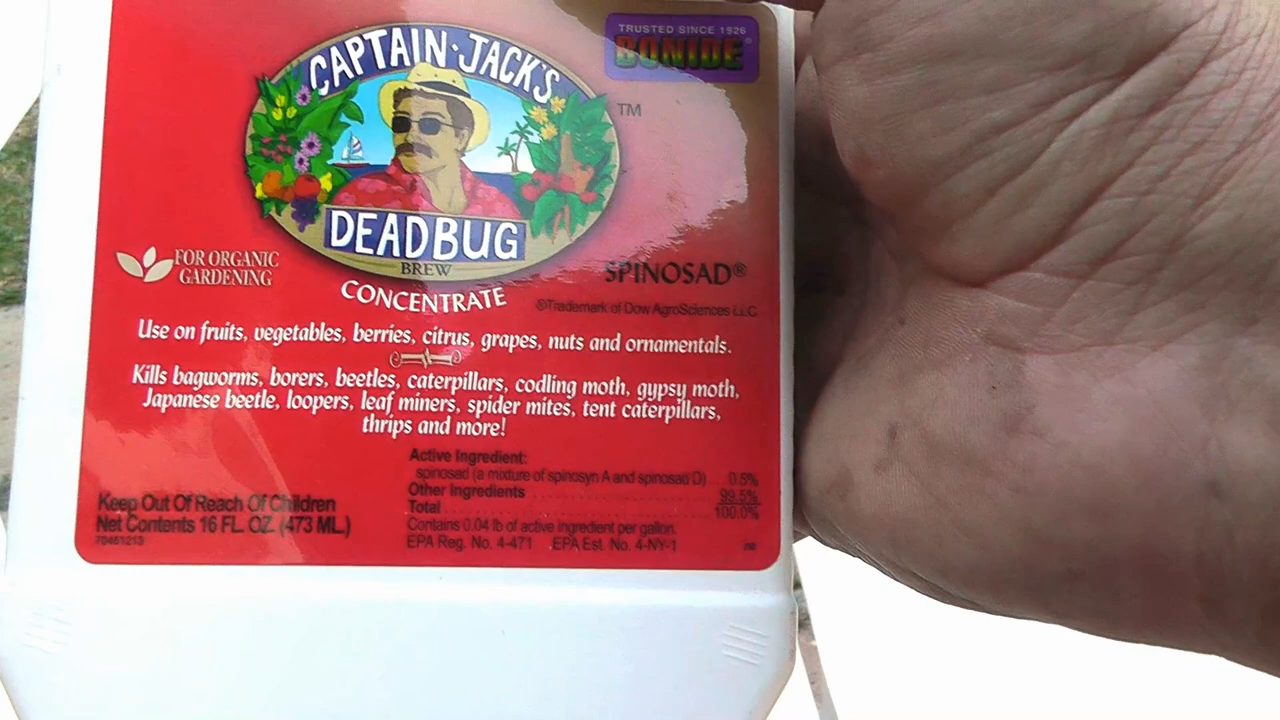 CAPTAIN·JACK'S
TRUSTED SINCE 1926
BONIDE®
TM
DEADBUG
BREW
FOR ORGANIC
GARDENING
SPINOSAD®
CONCENTRATE
©Trademark of Dow AgroSciences LLC
Use on fruits, vegetables, berries, citrus, grapes, nuts and ornamentals.
Kills bagworms, borers, beetles, caterpillars, codling moth, gypsy moth,
Japanese beetle, loopers, leaf miners, spider mites, tent caterpillars,
thrips and more!
Active Ingredient:
spinosad (a mixture of spinosyn A and spinosad D) ... 0.5%
Other Ingredients ... 99.5%
Total ... 100.0%
Contains 0.04 lb of active ingredient per gallon.
EPA Reg. No. 4-471 EPA Est. No. 4-NY-1
Keep Out Of Reach Of Children
Net Contents 16 FL. OZ. (473 ML.)